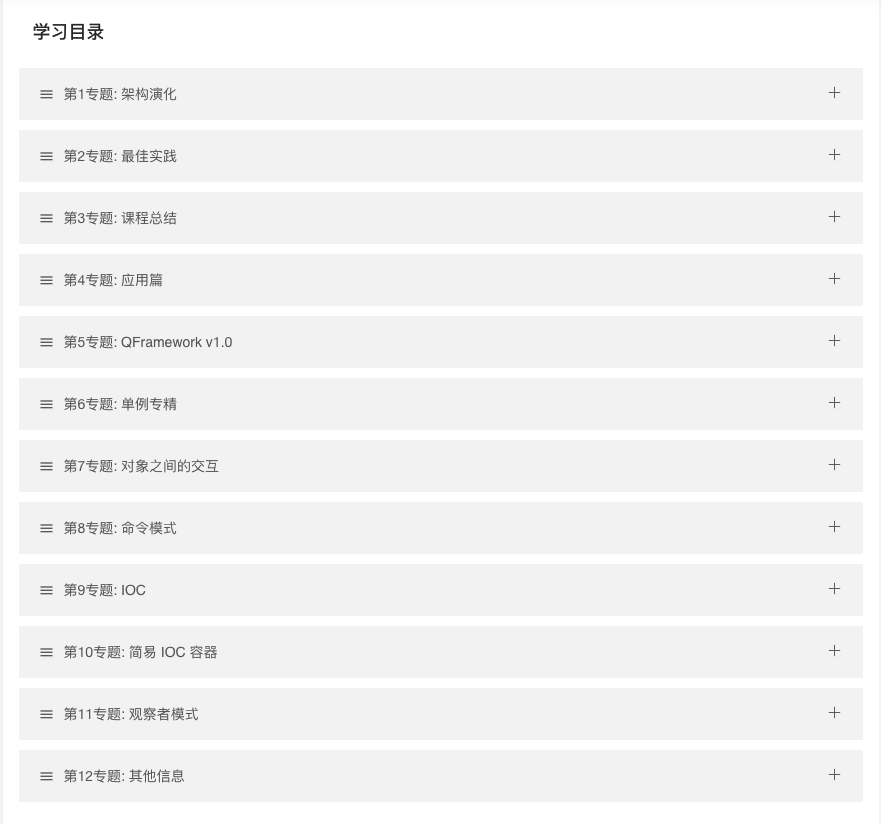 学习目录
第1专题: 架构演化
第2专题: 最佳实践
第3专题: 课程总结
第4专题: 应用篇
第5专题: QFramework v1.0
第6专题: 单例专精
第7专题: 对象之间的交互
第8专题: 命令模式
第9专题: IOC
第10专题: 简易 IOC 容器
第11专题: 观察者模式
第12专题: 其他信息